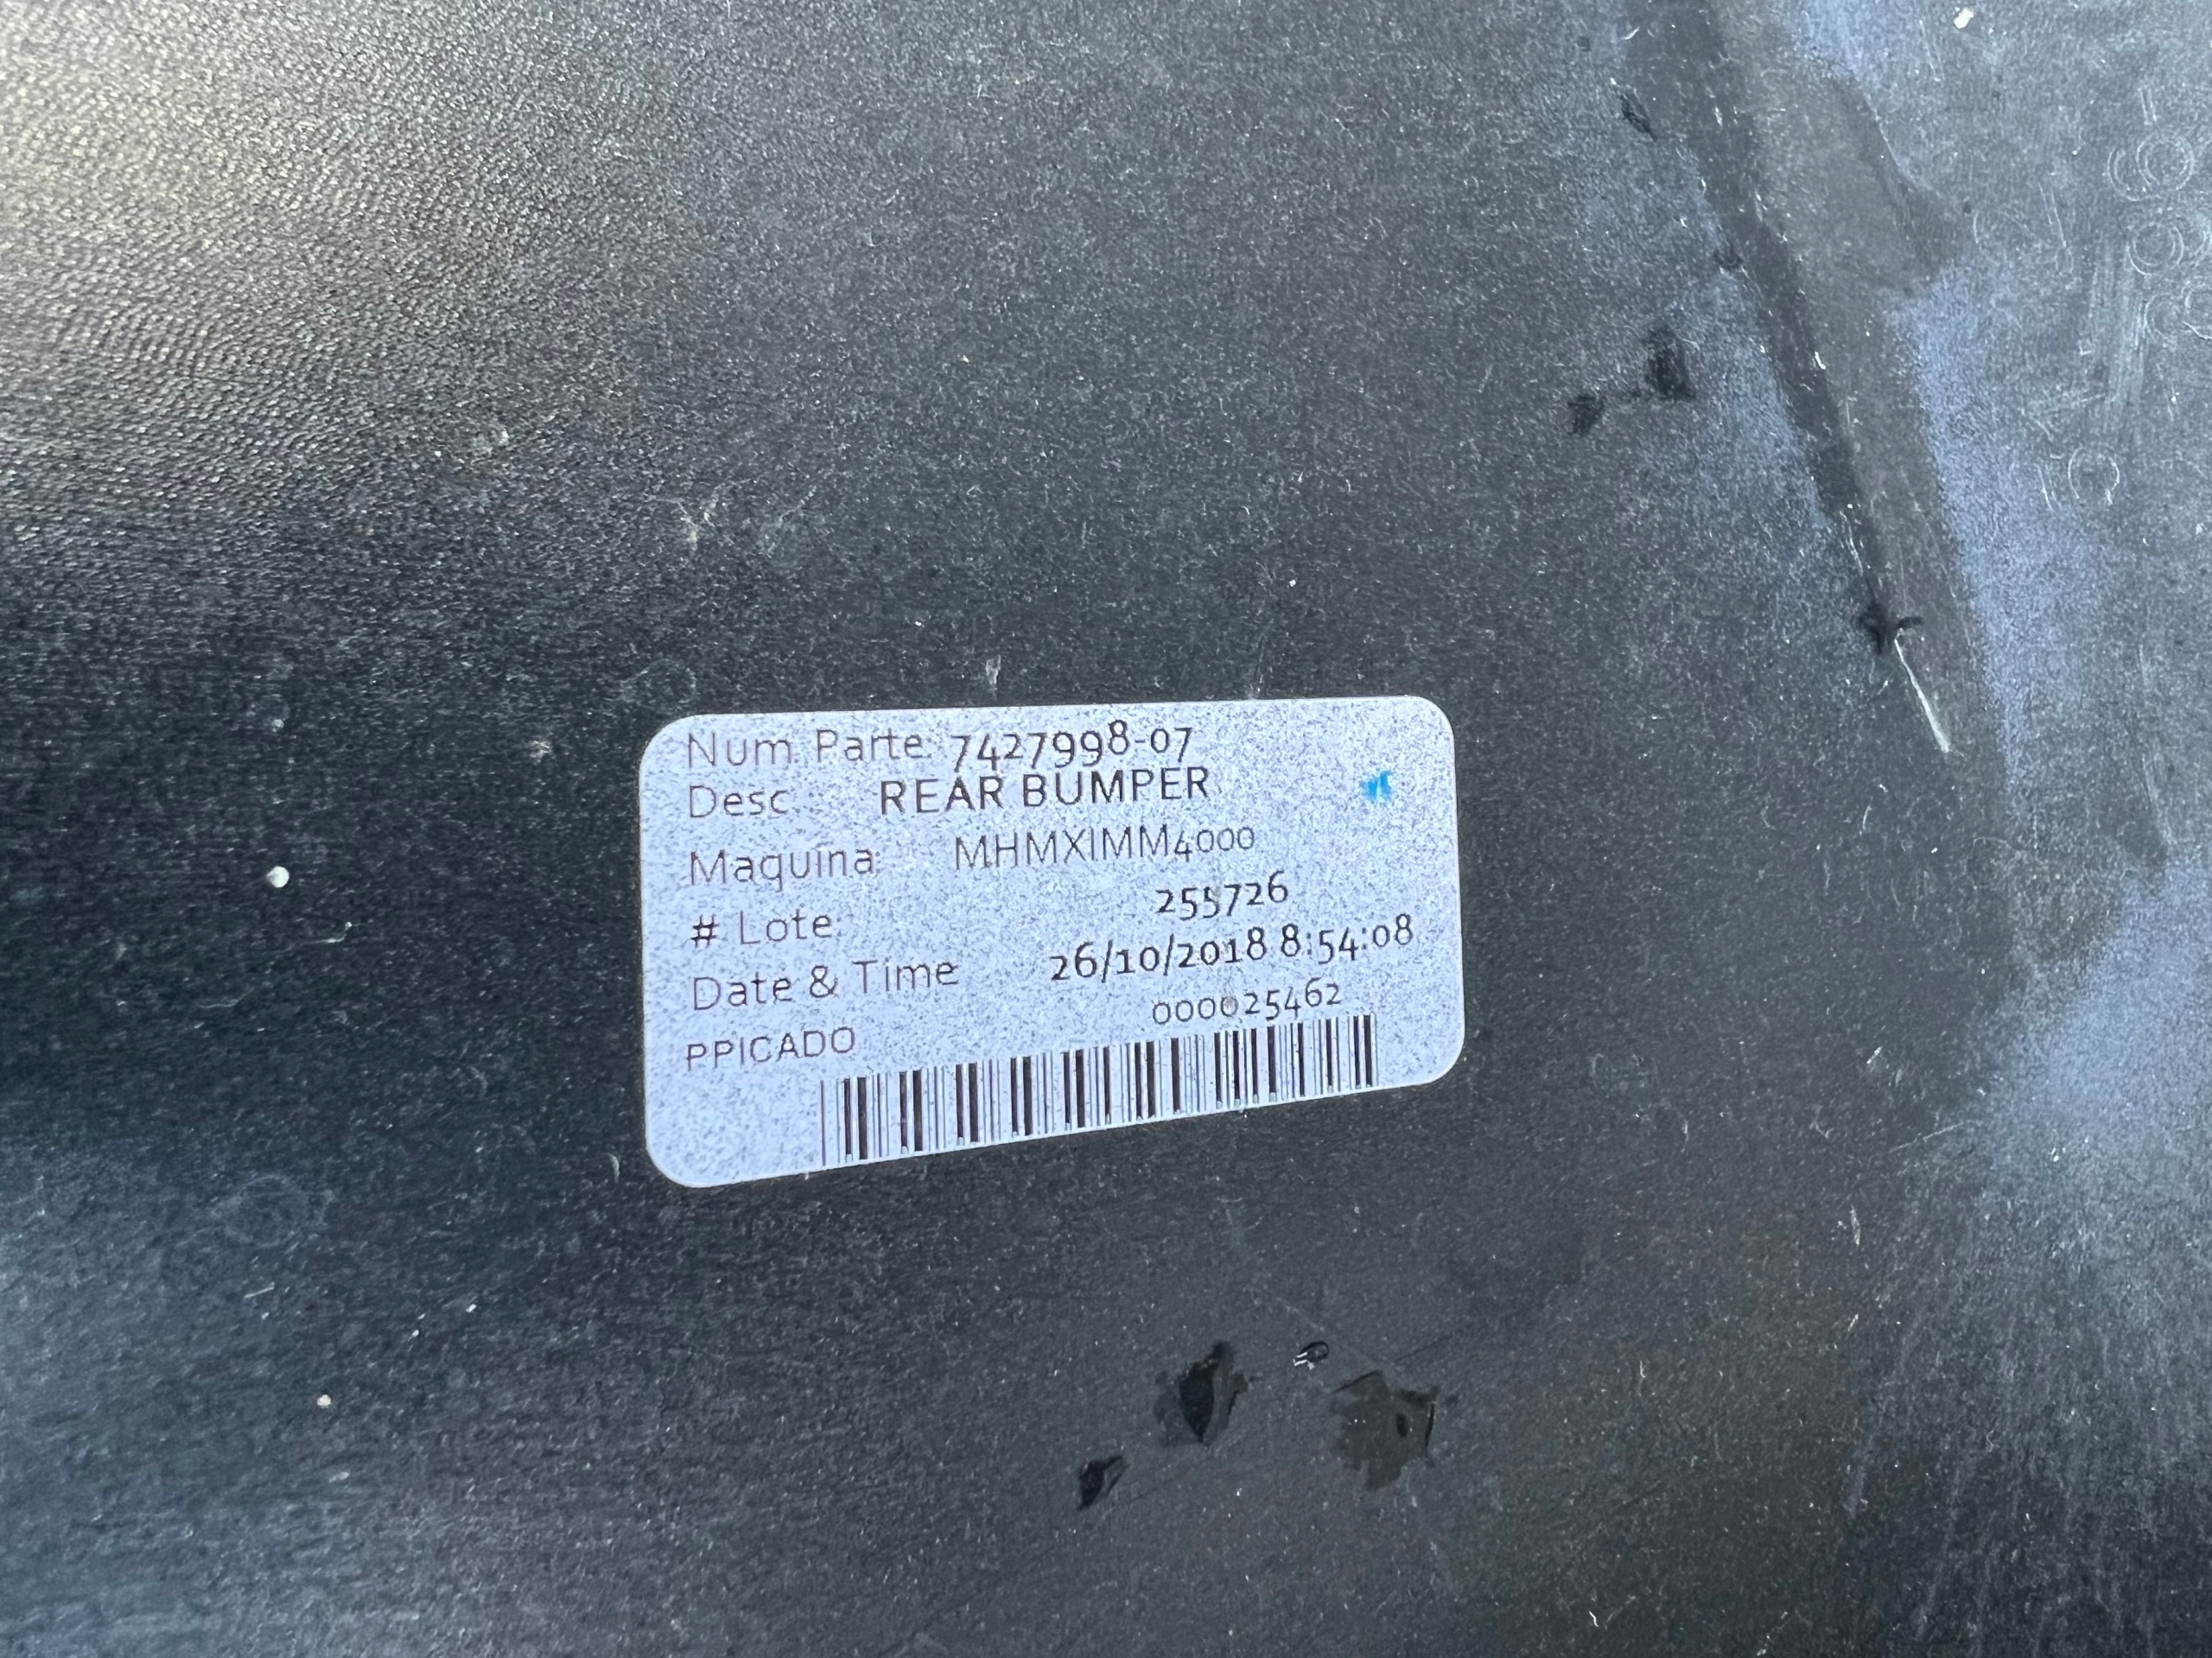 Num. Parte: 7427998-07
Desc.: REAR BUMPER
Maquina: MHMXIMM4000
# Lote: 255726
Date & Time 26/10/2018 8:54:08
PPICADO 000025462